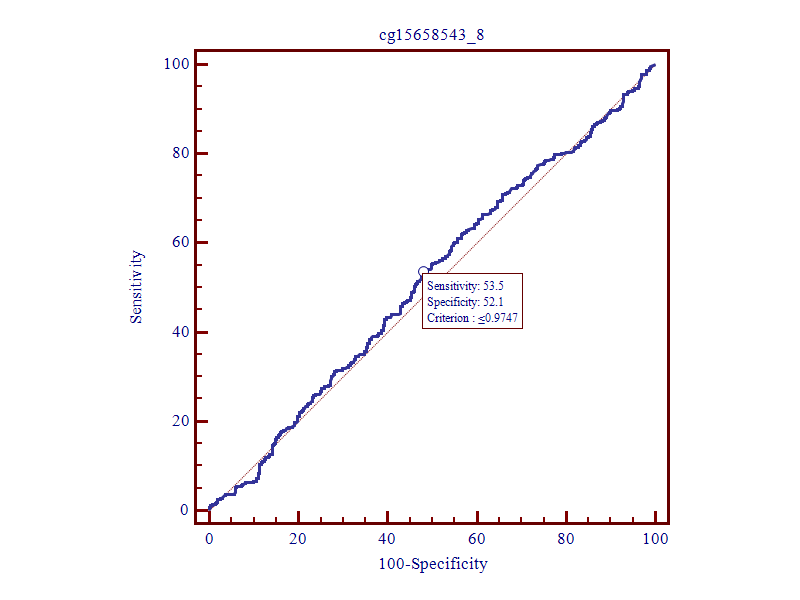 cg15658543_8
100
80
60
40
20
0
Sensitivity
Sensitivity: 53.5
Specificity: 52.1
Criterion : ≤0.9747
0 20 40 60 80 100
100-Specificity